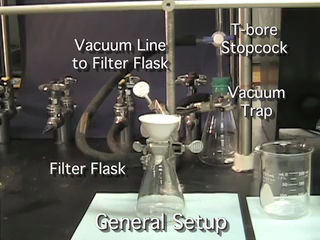 T-bore
Stopcock
Vacuum Line
to Filter Flask
Vacuum
Trap
Filter Flask
General Setup